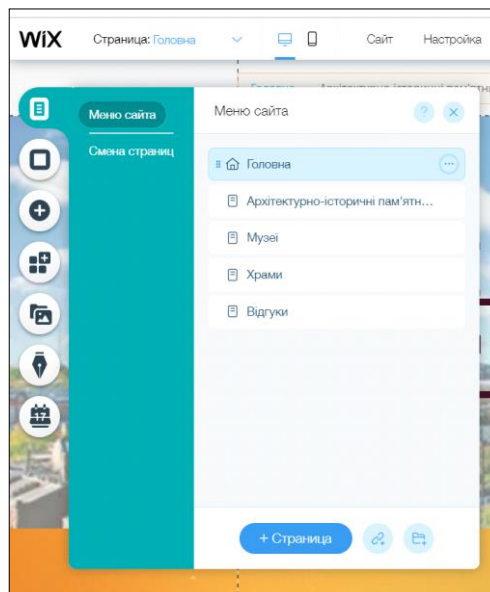 WiX Страница: Головна Сайт Настройка
Меню сайта
Смена страниц
Меню сайта ?
Головна
Архітектурно-історичні пам'ятн...
Музеї
Храми
Відгуки
17
+ Страница